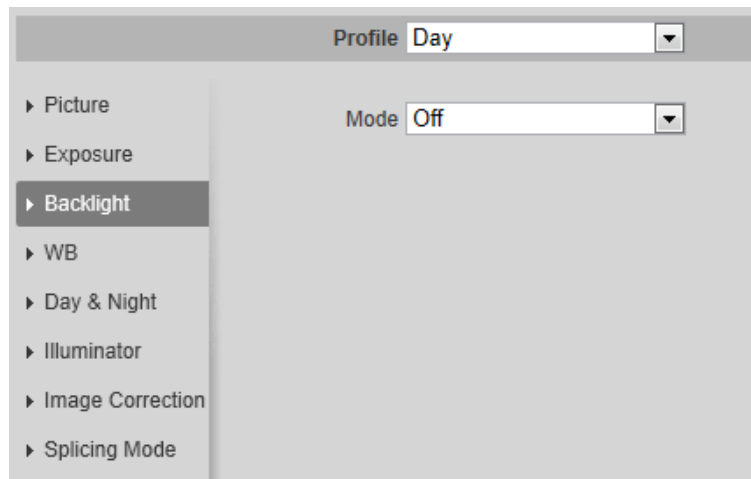 Profile Day
Picture
Mode Off
Exposure
Backlight
WB
Day & Night
Illuminator
Image Correction
Splicing Mode